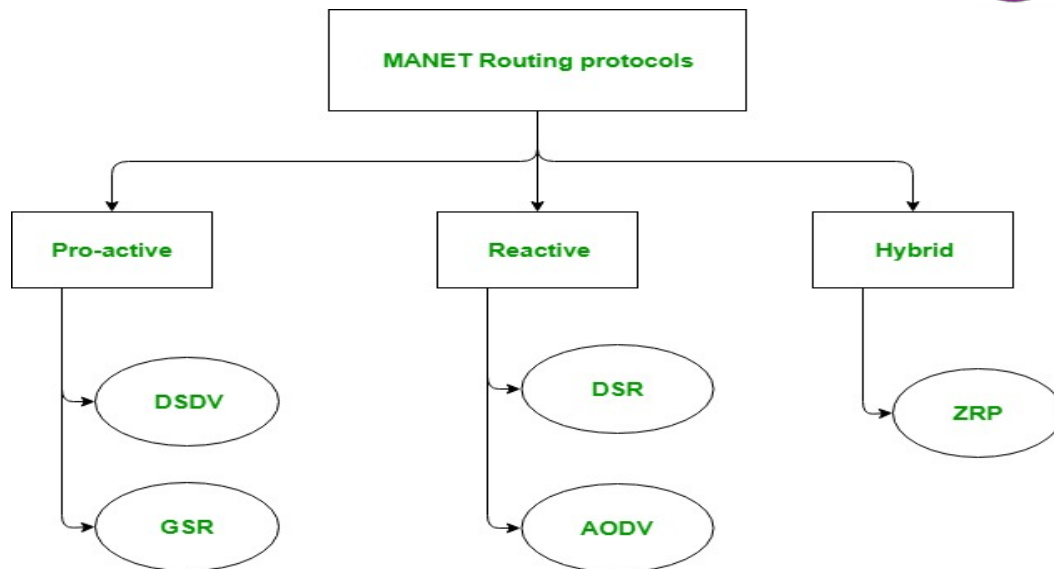 MANET Routing protocols
Pro-active
Reactive
Hybrid
DSDV
DSR
ZRP
GSR
AODV